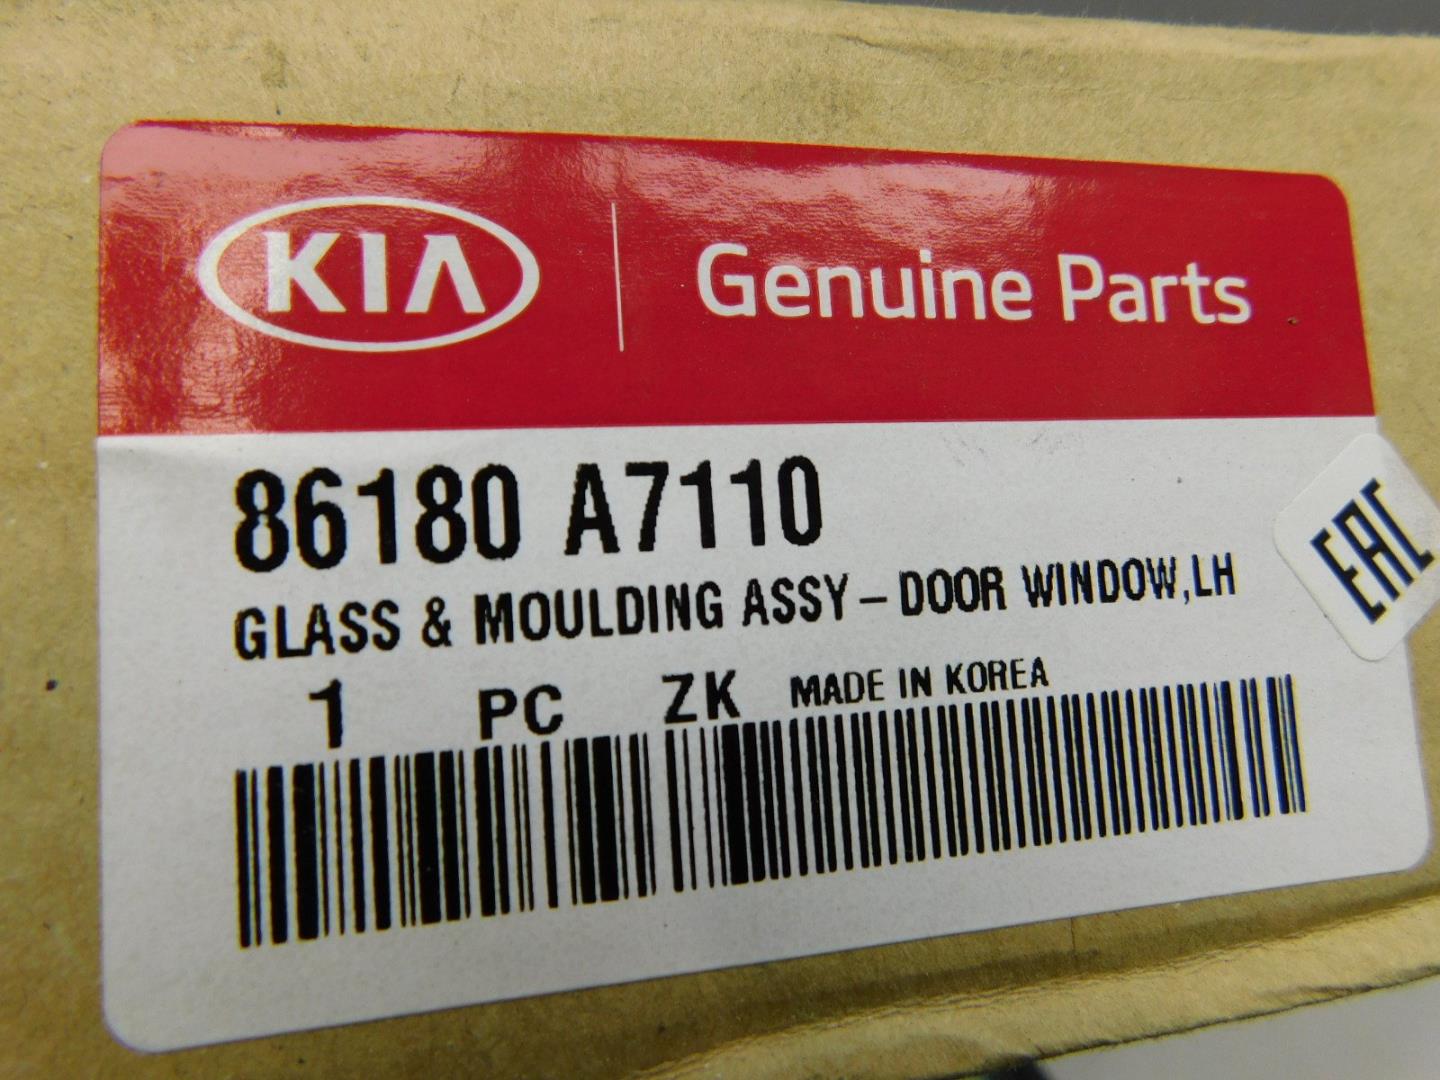 KIA Genuine Parts
86180 A7110
GLASS & MOULDING ASSY-DOOR WINDOW,LH
1 PC ZK MADE IN KOREA
EAC